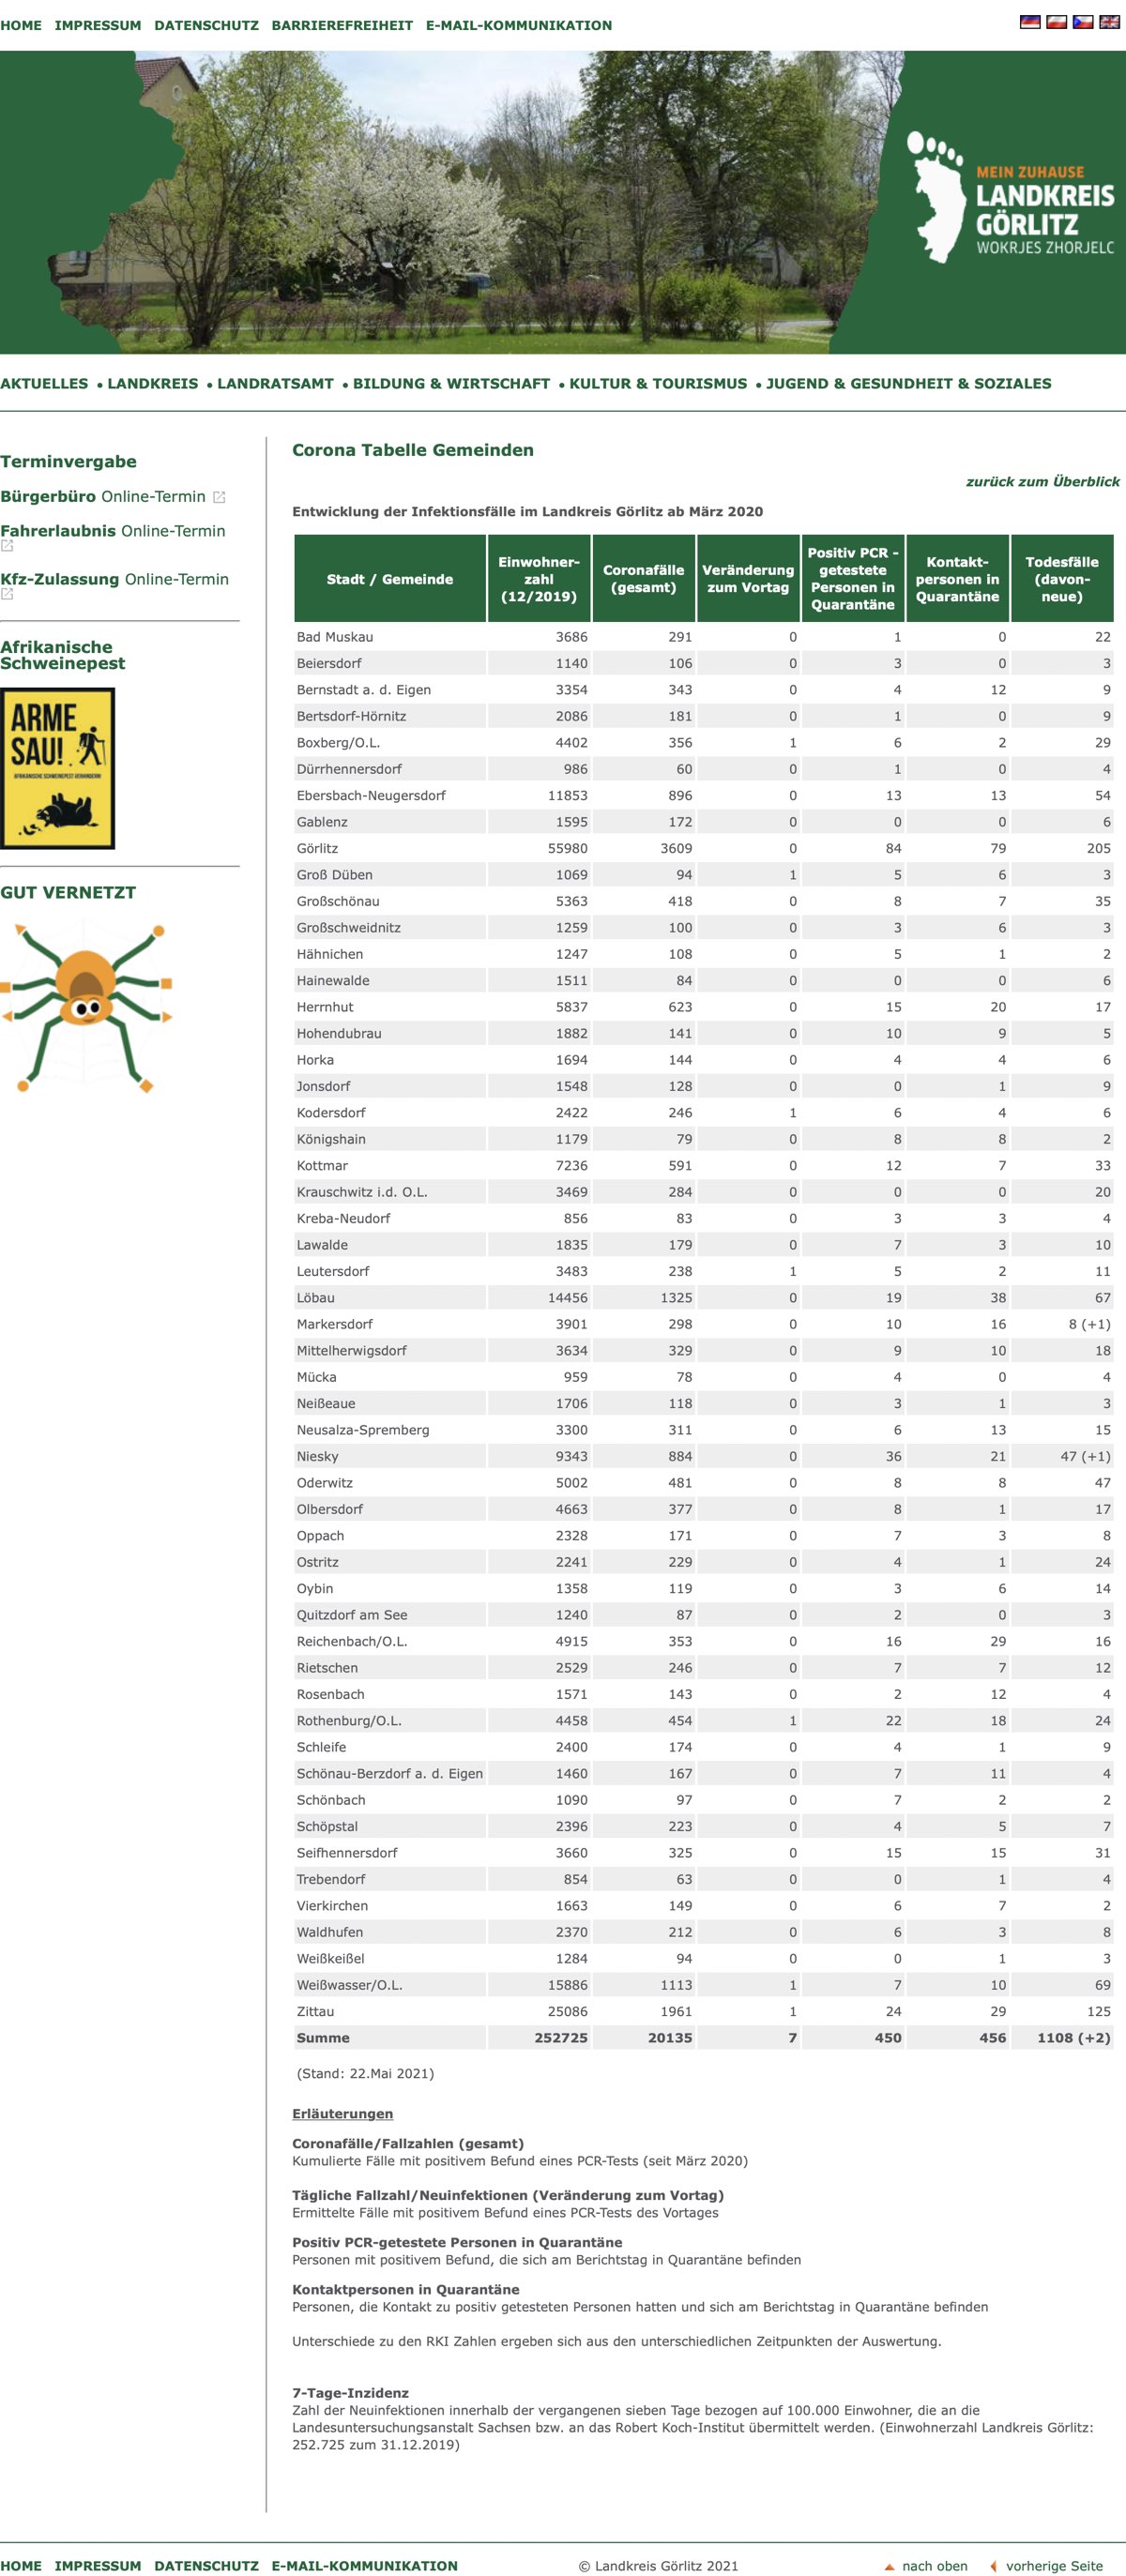 HOME IMPRESSUM DATENSCHUTZ BARRIEREFREIHEIT E-MAIL-KOMMUNIKATION
MEIN ZUHAUSE
LANDKREIS
GÖRLITZ
WOKRJES ZHORJELC
AKTUELLES • LANDKREIS • LANDRATSAMT • BILDUNG & WIRTSCHAFT • KULTUR & TOURISMUS • JUGEND & GESUNDHEIT & SOZIALES
Terminvergabe
Bürgerbüro Online-Termin
Fahrerlaubnis Online-Termin
Kfz-Zulassung Online-Termin
Afrikanische
Schweinepest
ARME
SAU!
AFRIKANISCHE SCHWEINEPEST VERHINDERN!
GUT VERNETZT
Corona Tabelle Gemeinden
zurück zum Überblick
Entwicklung der Infektionsfälle im Landkreis Görlitz ab März 2020
Stadt / Gemeinde Einwohner-zahl (12/2019) Coronafälle (gesamt) Veränderung zum Vortag Positiv PCR - getestete Personen in Quarantäne Kontakt-personen in Quarantäne Todesfälle (davon-neue)
Bad Muskau 3686 291 0 1 0 22
Beiersdorf 1140 106 0 3 0 3
Bernstadt a. d. Eigen 3354 343 0 4 12 9
Bertsdorf-Hörnitz 2086 181 0 1 0 9
Boxberg/O.L. 4402 356 1 6 2 29
Dürrhennersdorf 986 60 0 1 0 4
Ebersbach-Neugersdorf 11853 896 0 13 13 54
Gablenz 1595 172 0 0 0 6
Görlitz 55980 3609 0 84 79 205
Groß Düben 1069 94 1 5 6 3
Großschönau 5363 418 0 8 7 35
Großschweidnitz 1259 100 0 3 6 3
Hähnichen 1247 108 0 5 1 2
Hainewalde 1511 84 0 0 0 6
Herrnhut 5837 623 0 15 20 17
Hohendubrau 1882 141 0 10 9 5
Horka 1694 144 0 4 4 6
Jonsdorf 1548 128 0 0 1 9
Kodersdorf 2422 246 1 6 4 6
Königshain 1179 79 0 8 8 2
Kottmar 7236 591 0 12 7 33
Krauschwitz i.d. O.L. 3469 284 0 0 0 20
Kreba-Neudorf 856 83 0 3 3 4
Lawalde 1835 179 0 7 3 10
Leutersdorf 3483 238 1 5 2 11
Löbau 14456 1325 0 19 38 67
Markersdorf 3901 298 0 10 16 8 (+1)
Mittelherwigsdorf 3634 329 0 9 10 18
Mücka 959 78 0 4 0 4
Neißeaue 1706 118 0 3 1 3
Neusalza-Spremberg 3300 311 0 6 13 15
Niesky 9343 884 0 36 21 47 (+1)
Oderwitz 5002 481 0 8 8 47
Olbersdorf 4663 377 0 8 1 17
Oppach 2328 171 0 7 3 8
Ostritz 2241 229 0 4 1 24
Oybin 1358 119 0 3 6 14
Quitzdorf am See 1240 87 0 2 0 3
Reichenbach/O.L. 4915 353 0 16 29 16
Rietschen 2529 246 0 7 7 12
Rosenbach 1571 143 0 2 12 4
Rothenburg/O.L. 4458 454 1 22 18 24
Schleife 2400 174 0 4 1 9
Schönau-Berzdorf a. d. Eigen 1460 167 0 7 11 4
Schönbach 1090 97 0 7 2 2
Schöpstal 2396 223 0 4 5 7
Seifhennersdorf 3660 325 0 15 15 31
Trebendorf 854 63 0 0 1 4
Vierkirchen 1663 149 0 6 7 2
Waldhufen 2370 212 0 6 3 8
Weißkeißel 1284 94 0 0 1 3
Weißwasser/O.L. 15886 1113 1 7 10 69
Zittau 25086 1961 1 24 29 125
Summe 252725 20135 7 450 456 1108 (+2)
(Stand: 22.Mai 2021)
Erläuterungen
Coronafälle/Fallzahlen (gesamt)
Kumulierte Fälle mit positivem Befund eines PCR-Tests (seit März 2020)
Tägliche Fallzahl/Neuinfektionen (Veränderung zum Vortag)
Ermittelte Fälle mit positivem Befund eines PCR-Tests des Vortages
Positiv PCR-getestete Personen in Quarantäne
Personen mit positivem Befund, die sich am Berichtstag in Quarantäne befinden
Kontaktpersonen in Quarantäne
Personen, die Kontakt zu positiv getesteten Personen hatten und sich am Berichtstag in Quarantäne befinden
Unterschiede zu den RKI Zahlen ergeben sich aus den unterschiedlichen Zeitpunkten der Auswertung.
7-Tage-Inzidenz
Zahl der Neuinfektionen innerhalb der vergangenen sieben Tage bezogen auf 100.000 Einwohner, die an die
Landesuntersuchungsanstalt Sachsen bzw. an das Robert Koch-Institut übermittelt werden. (Einwohnerzahl Landkreis Görlitz:
252.725 zum 31.12.2019)
HOME IMPRESSUM DATENSCHUTZ E-MAIL-KOMMUNIKATION © Landkreis Görlitz 2021 nach oben vorherige Seite